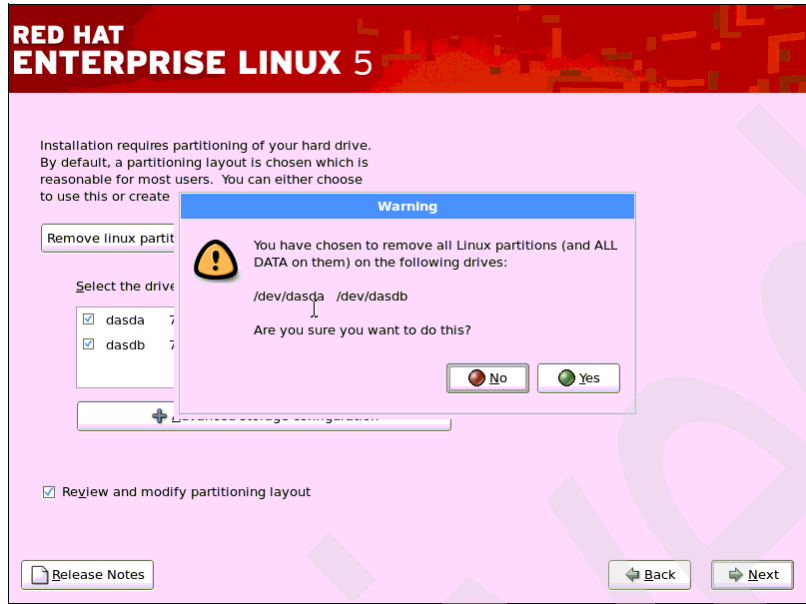 RED HAT
ENTERPRISE LINUX 5
Installation requires partitioning of your hard drive.
By default, a partitioning layout is chosen which is
reasonable for most users. You can either choose
to use this or create
Warning
Remove linux partit
You have chosen to remove all Linux partitions (and ALL
DATA on them) on the following drives:
/dev/dasda /dev/dasdb
Are you sure you want to do this?
No Yes
Select the drive
dasda 7
dasdb 7
Review and modify partitioning layout
Release Notes
Back
Next